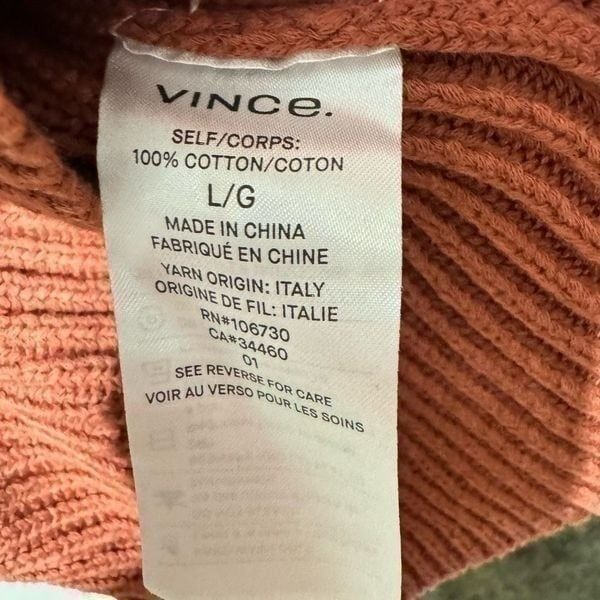 VINCe.
SELF/CORPS:
100% COTTON/COTON
L/G
MADE IN CHINA
FABRIQUÉ EN CHINE
YARN ORIGIN: ITALY
ORIGINE DE FIL: ITALIE
RN#106730
CA#34460
01
SEE REVERSE FOR CARE
VOIR AU VERSO POUR LES SOINS